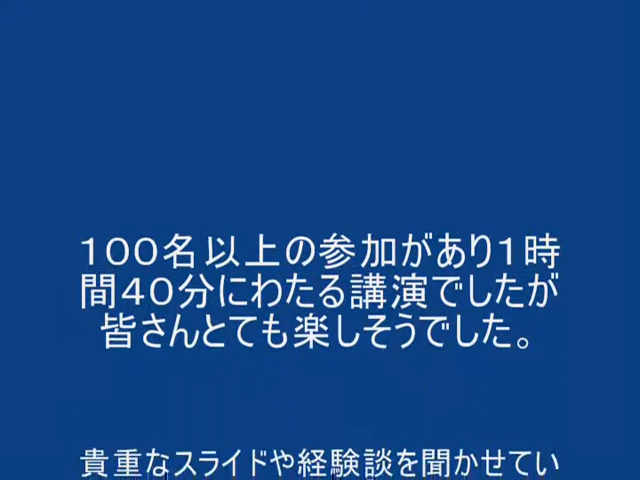 100名以上の参加があり1時
間40分にわたる講演でしたが
皆さんとても楽しそうでした。
貴重なスライドや経験談を聞かせてい